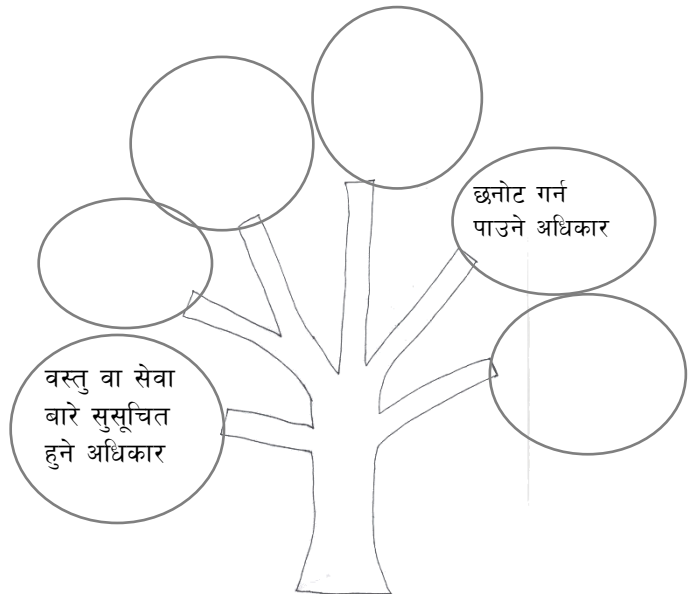 छनोट गर्न
पाउने अधिकार
वस्तु वा सेवा
बारे सुसूचित
हुने अधिकार